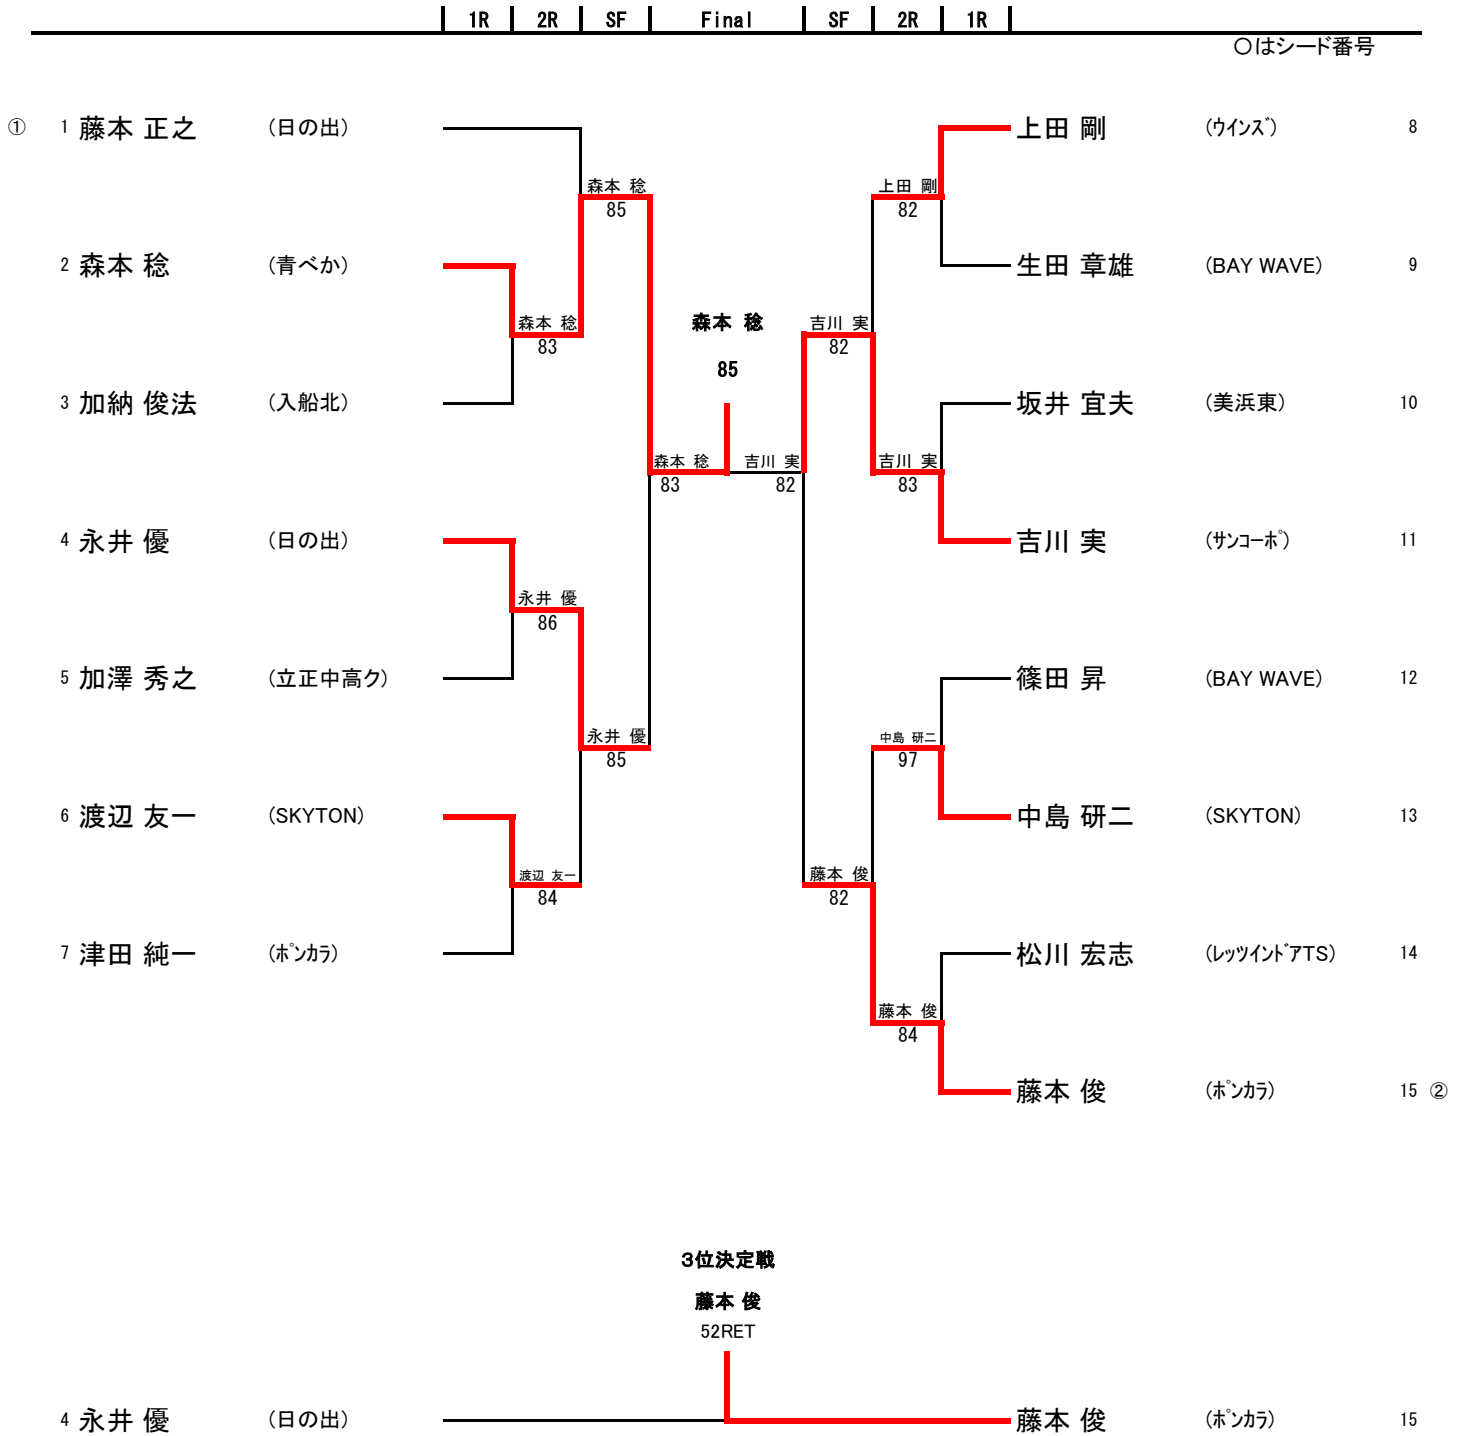 1R 2R SF Final SF 2R 1R
○はシード番号
① 1 藤本 正之 (日の出) 上田 剛 (ウインズ) 8
森本 稔 上田 剛
85 82
2 森本 稔 (青べか) 生田 章雄 (BAY WAVE) 9
森本 稔 森本 稔 吉川 実
83 82
85
3 加納 俊法 (入船北) 坂井 宜夫 (美浜東) 10
森本 稔 吉川 実 吉川 実
83 82 83
4 永井 優 (日の出) 吉川 実 (サンコーポ) 11
永井 優
86
5 加澤 秀之 (立正中高ク) 篠田 昇 (BAY WAVE) 12
永井 優 中島 研二
85 97
6 渡辺 友一 (SKYTON) 中島 研二 (SKYTON) 13
渡辺 友一 藤本 俊
84 82
7 津田 純一 (ポンカラ) 松川 宏志 (レッツインドアTS) 14
藤本 俊
84
藤本 俊 (ポンカラ) 15 ②
3位決定戦
藤本 俊
52RET
4 永井 優 (日の出) 藤本 俊 (ポンカラ) 15